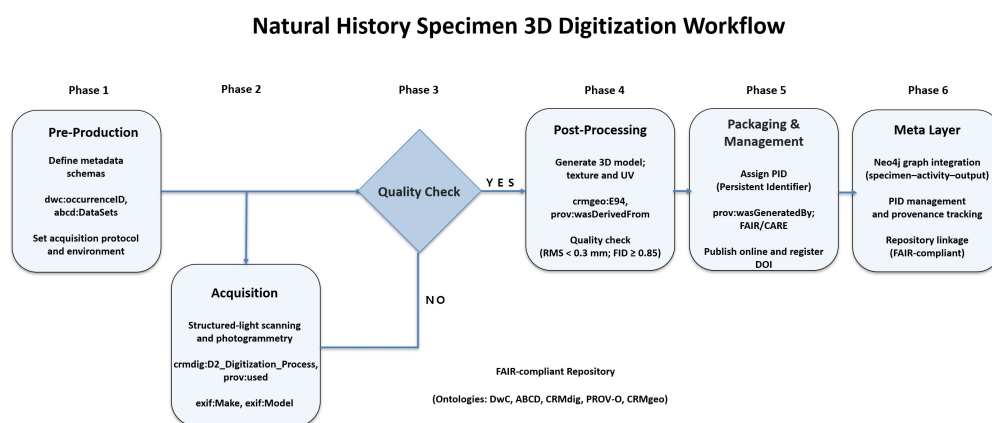 Natural History Specimen 3D Digitization Workflow
Phase 1
Phase 2
Phase 3
Phase 4
Phase 5
Phase 6
Pre-Production
Define metadata
schemas
dwc:occurrenceID,
abcd:DataSets
Set acquisition protocol
and environment
Acquisition
Structured-light scanning
and photogrammetry
crmdig:D2_Digitization_Process,
prov:used
exif:Make, exif:Model
Quality Check
YES
NO
Post-Processing
Generate 3D model;
texture and UV
crmgeo:E94,
prov:wasDerivedFrom
Quality check
(RMS < 0.3 mm; FID ≥ 0.85)
Packaging &
Management
Assign PID
(Persistent Identifier)
prov:wasGeneratedBy;
FAIR/CARE
Publish online and register
DOI
Meta Layer
Neo4j graph integration
(specimen–activity–output)
PID management
and provenance tracking
Repository linkage
(FAIR-compliant)
FAIR-compliant Repository
(Ontologies: DwC, ABCD, CRMdig, PROV-O, CRMgeo)